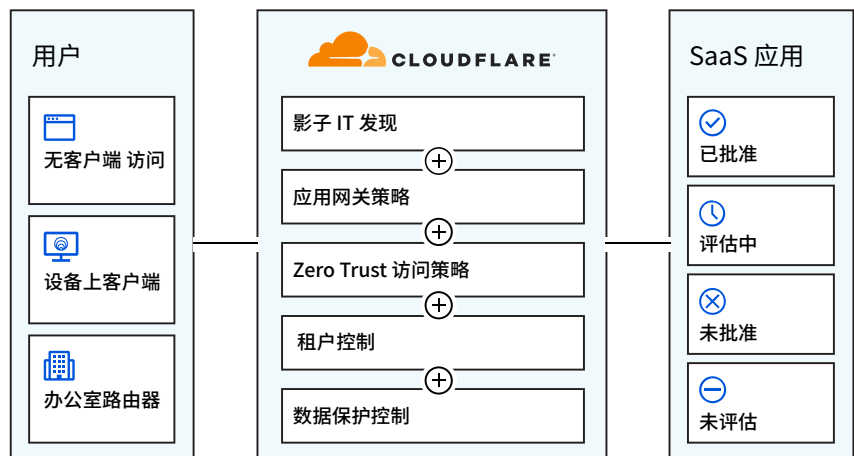 用户
无客户端 访问
设备上客户端
办公室路由器
CLOUDFLARE
影子 IT 发现
应用网关策略
Zero Trust 访问策略
租户控制
数据保护控制
SaaS 应用
已批准
评估中
未批准
未评估